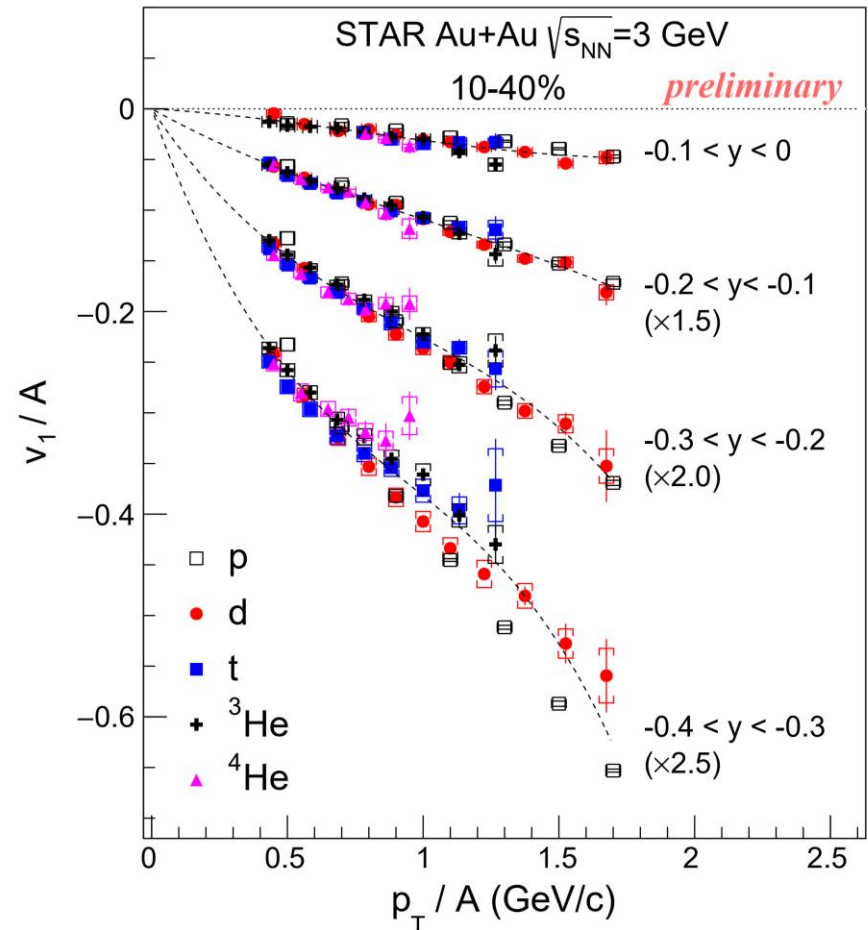 STAR Au+Au √s_NN=3 GeV
10-40%
preliminary
0
-0.1 < y < 0
-0.2 < y< -0.1
(×1.5)
−0.2
-0.3 < y < -0.2
(×2.0)
−0.4
-0.4 < y < -0.3
(×2.5)
−0.6
v₁ / A
p
d
t
³He
⁴He
0 0.5 1 1.5 2 2.5
p_T / A (GeV/c)